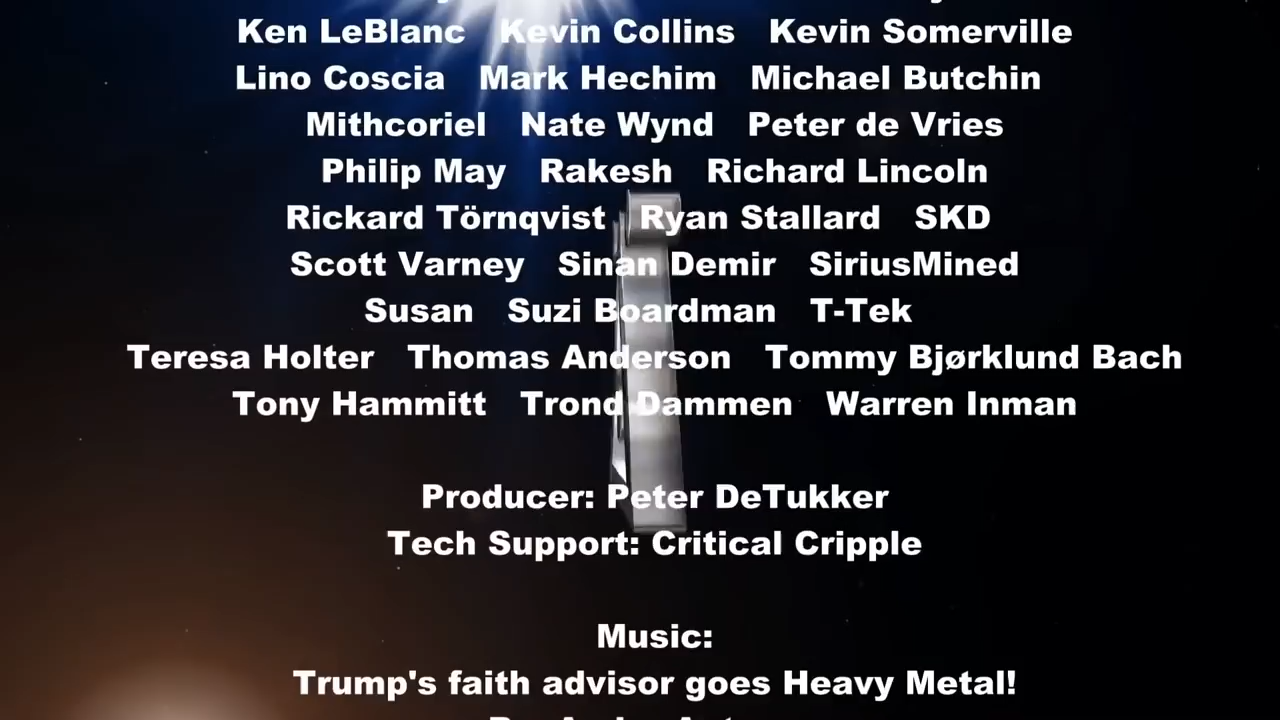 Ken LeBlanc Kevin Collins Kevin Somerville
Lino Coscia Mark Hechim Michael Butchin
Mithcoriel Nate Wynd Peter de Vries
Philip May Rakesh Richard Lincoln
Rickard Törnqvist Ryan Stallard SKD
Scott Varney Sinan Demir SiriusMined
Susan Suzi Boardman T-Tek
Teresa Holter Thomas Anderson Tommy Bjørklund Bach
Tony Hammitt Trond Dammen Warren Inman
Producer: Peter DeTukker
Tech Support: Critical Cripple
Music:
Trump's faith advisor goes Heavy Metal!